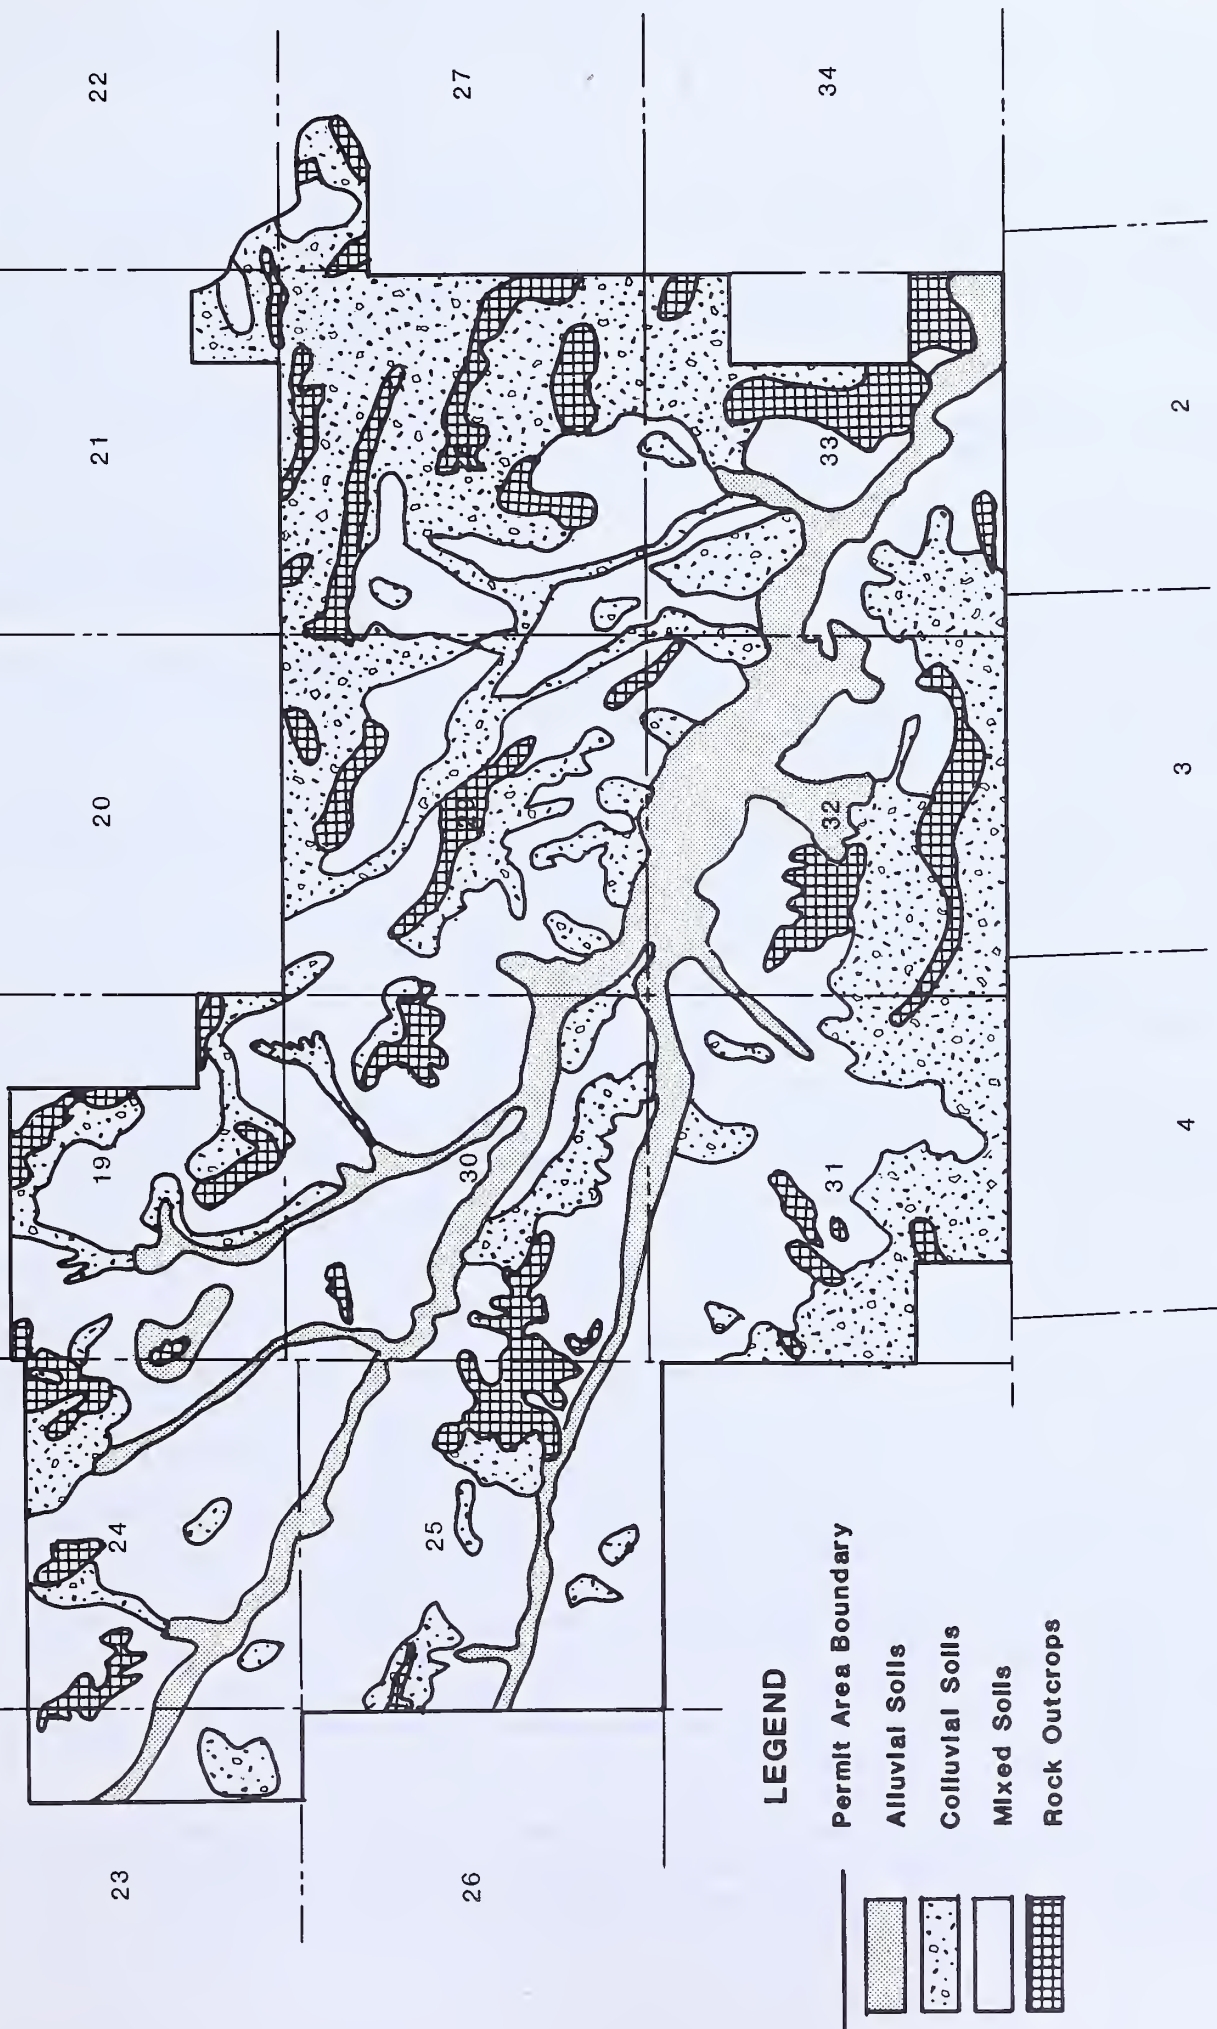 23 24 19 20 21 22
26 25 30 27
31 32 33 34
4 3 2
LEGEND
Permit Area Boundary
Alluvial Soils
Colluvial Soils
Mixed Soils
Rock Outcrops